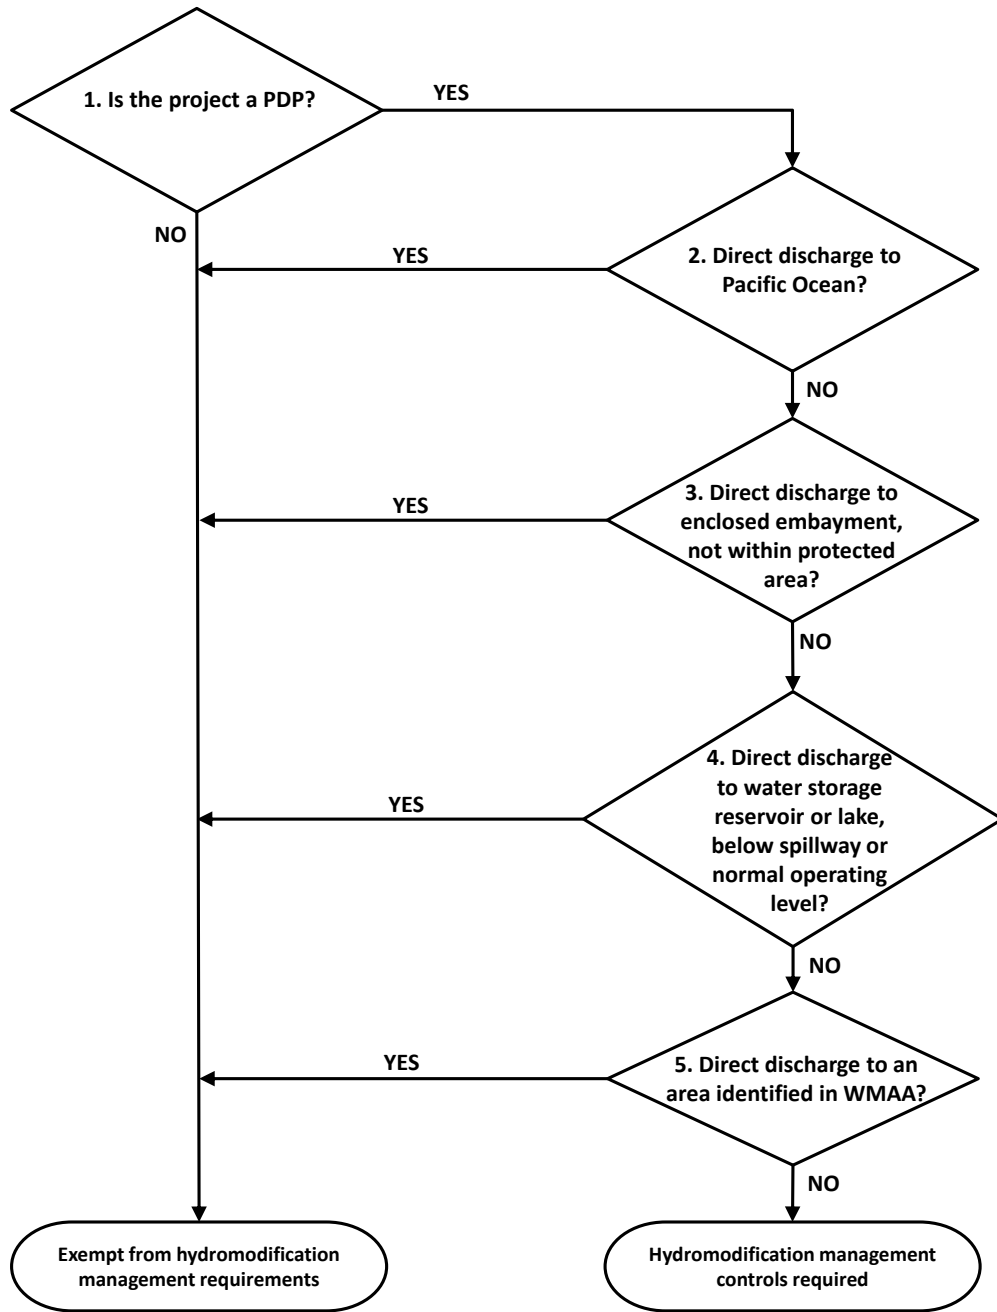 1. Is the project a PDP?
YES
NO
YES
2. Direct discharge to
Pacific Ocean?
NO
YES
3. Direct discharge to
enclosed embayment,
not within protected
area?
NO
YES
4. Direct discharge
to water storage
reservoir or lake,
below spillway or
normal operating
level?
NO
YES
5. Direct discharge to an
area identified in WMAA?
NO
Exempt from hydromodification
management requirements
Hydromodification management
controls required